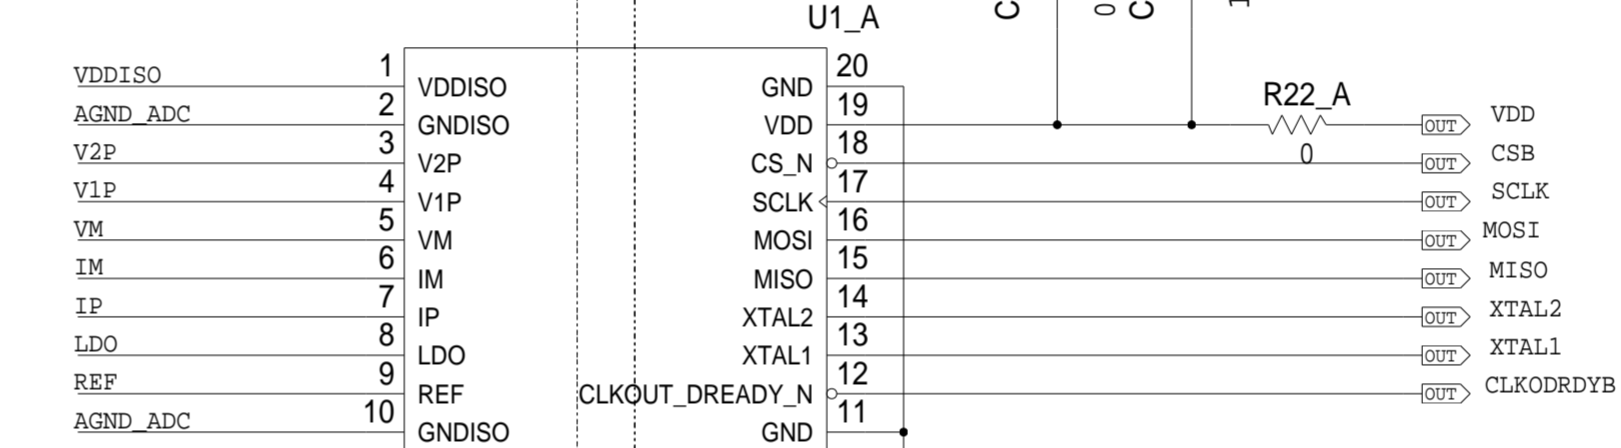 U1_A
C 0 C 1
VDDISO 1 VDDISO GND 20
AGND_ADC 2 GNDISO VDD 19 R22_A 0 OUT VDD
V2P 3 V2P CS_N 18 OUT CSB
V1P 4 V1P SCLK 17 OUT SCLK
VM 5 VM MOSI 16 OUT MOSI
IM 6 IM MISO 15 OUT MISO
IP 7 IP XTAL2 14 OUT XTAL2
LDO 8 LDO XTAL1 13 OUT XTAL1
REF 9 REF CLKOUT_DREADY_N 12 OUT CLKODRDYB
AGND_ADC 10 GNDISO GND 11